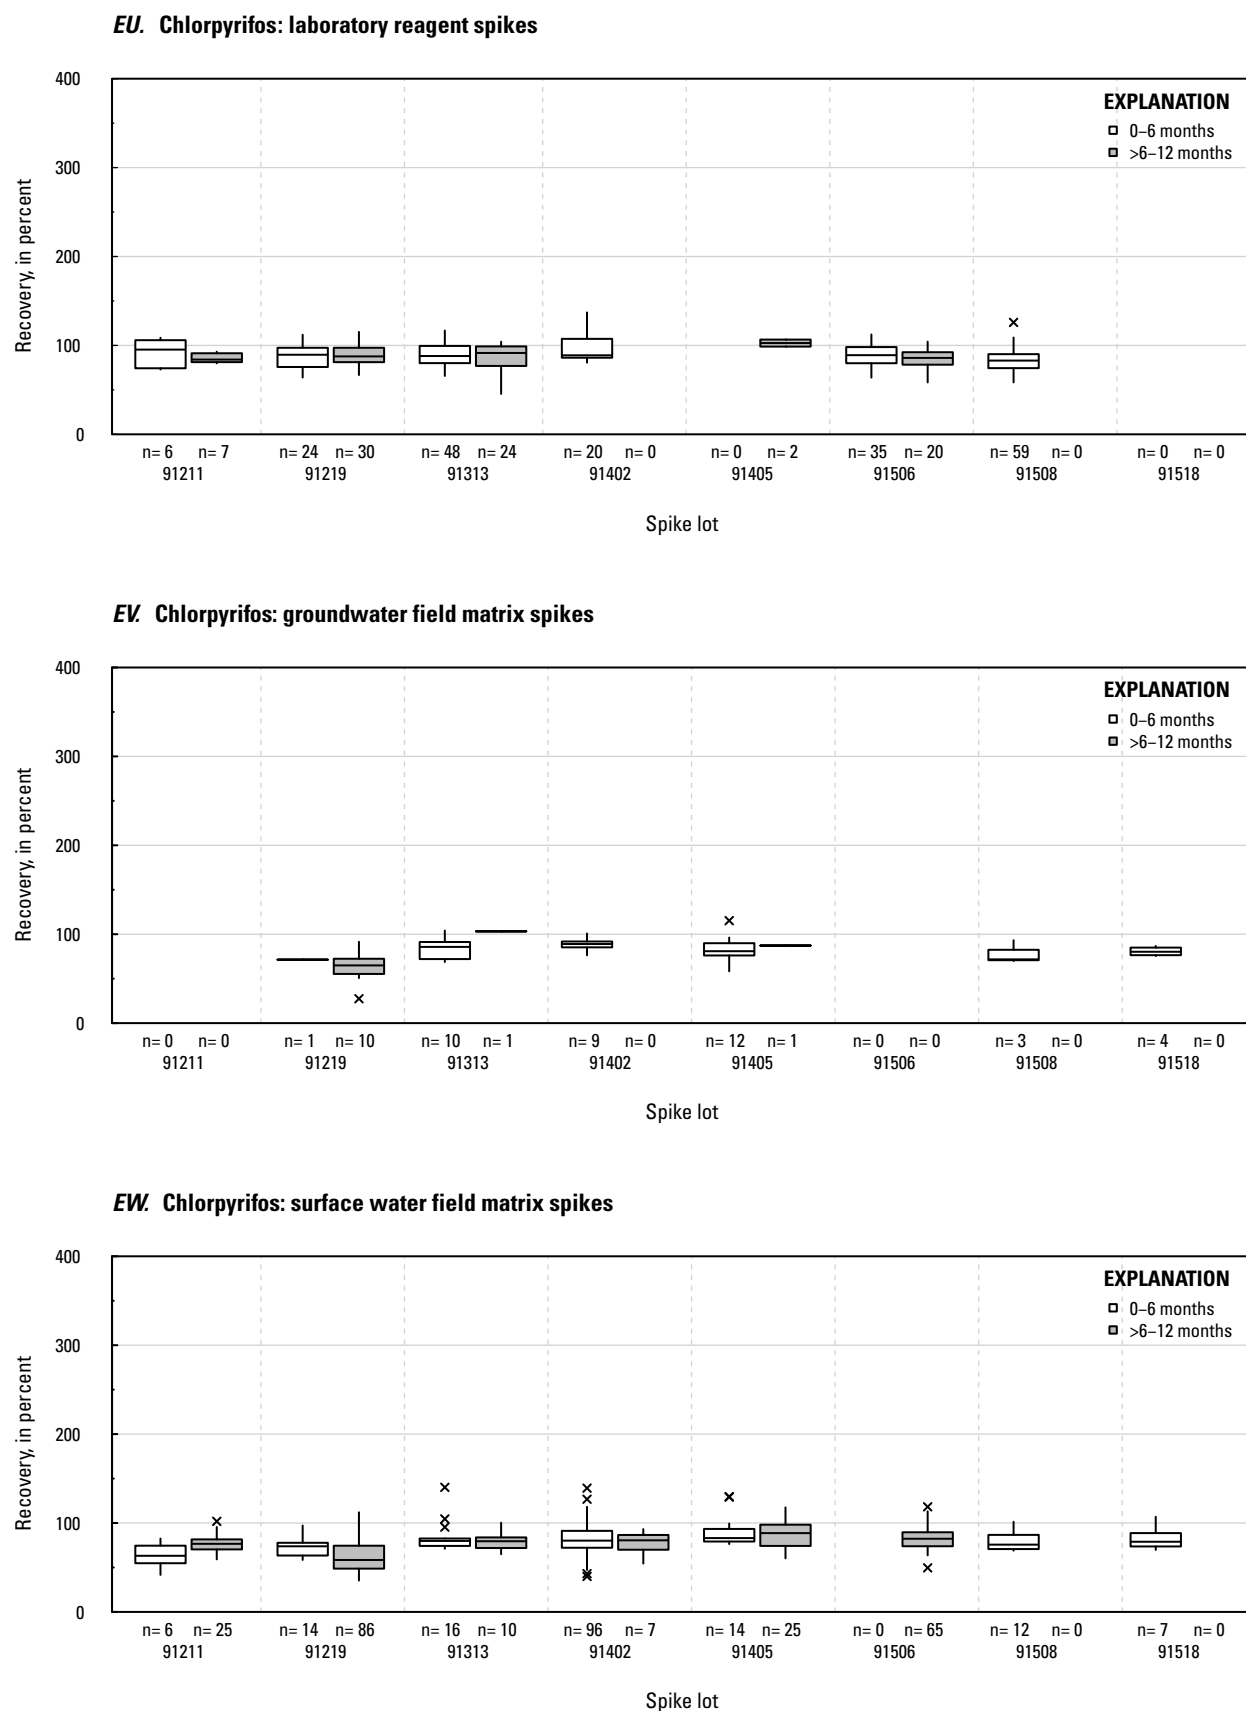 EU. Chlorpyrifos: laboratory reagent spikes
400
300
200
100
0
Recovery, in percent
EXPLANATION
0–6 months
>6–12 months
n= 6 n= 7 n= 24 n= 30 n= 48 n= 24 n= 20 n= 0 n= 0 n= 2 n= 35 n= 20 n= 59 n= 0 n= 0 n= 0
91211 91219 91313 91402 91405 91506 91508 91518
Spike lot
EV. Chlorpyrifos: groundwater field matrix spikes
400
300
200
100
0
Recovery, in percent
EXPLANATION
0–6 months
>6–12 months
n= 0 n= 0 n= 1 n= 10 n= 10 n= 1 n= 9 n= 0 n= 12 n= 1 n= 0 n= 0 n= 3 n= 0 n= 4 n= 0
91211 91219 91313 91402 91405 91506 91508 91518
Spike lot
EW. Chlorpyrifos: surface water field matrix spikes
400
300
200
100
0
Recovery, in percent
EXPLANATION
0–6 months
>6–12 months
n= 6 n= 25 n= 14 n= 86 n= 16 n= 10 n= 96 n= 7 n= 14 n= 25 n= 0 n= 65 n= 12 n= 0 n= 7 n= 0
91211 91219 91313 91402 91405 91506 91508 91518
Spike lot